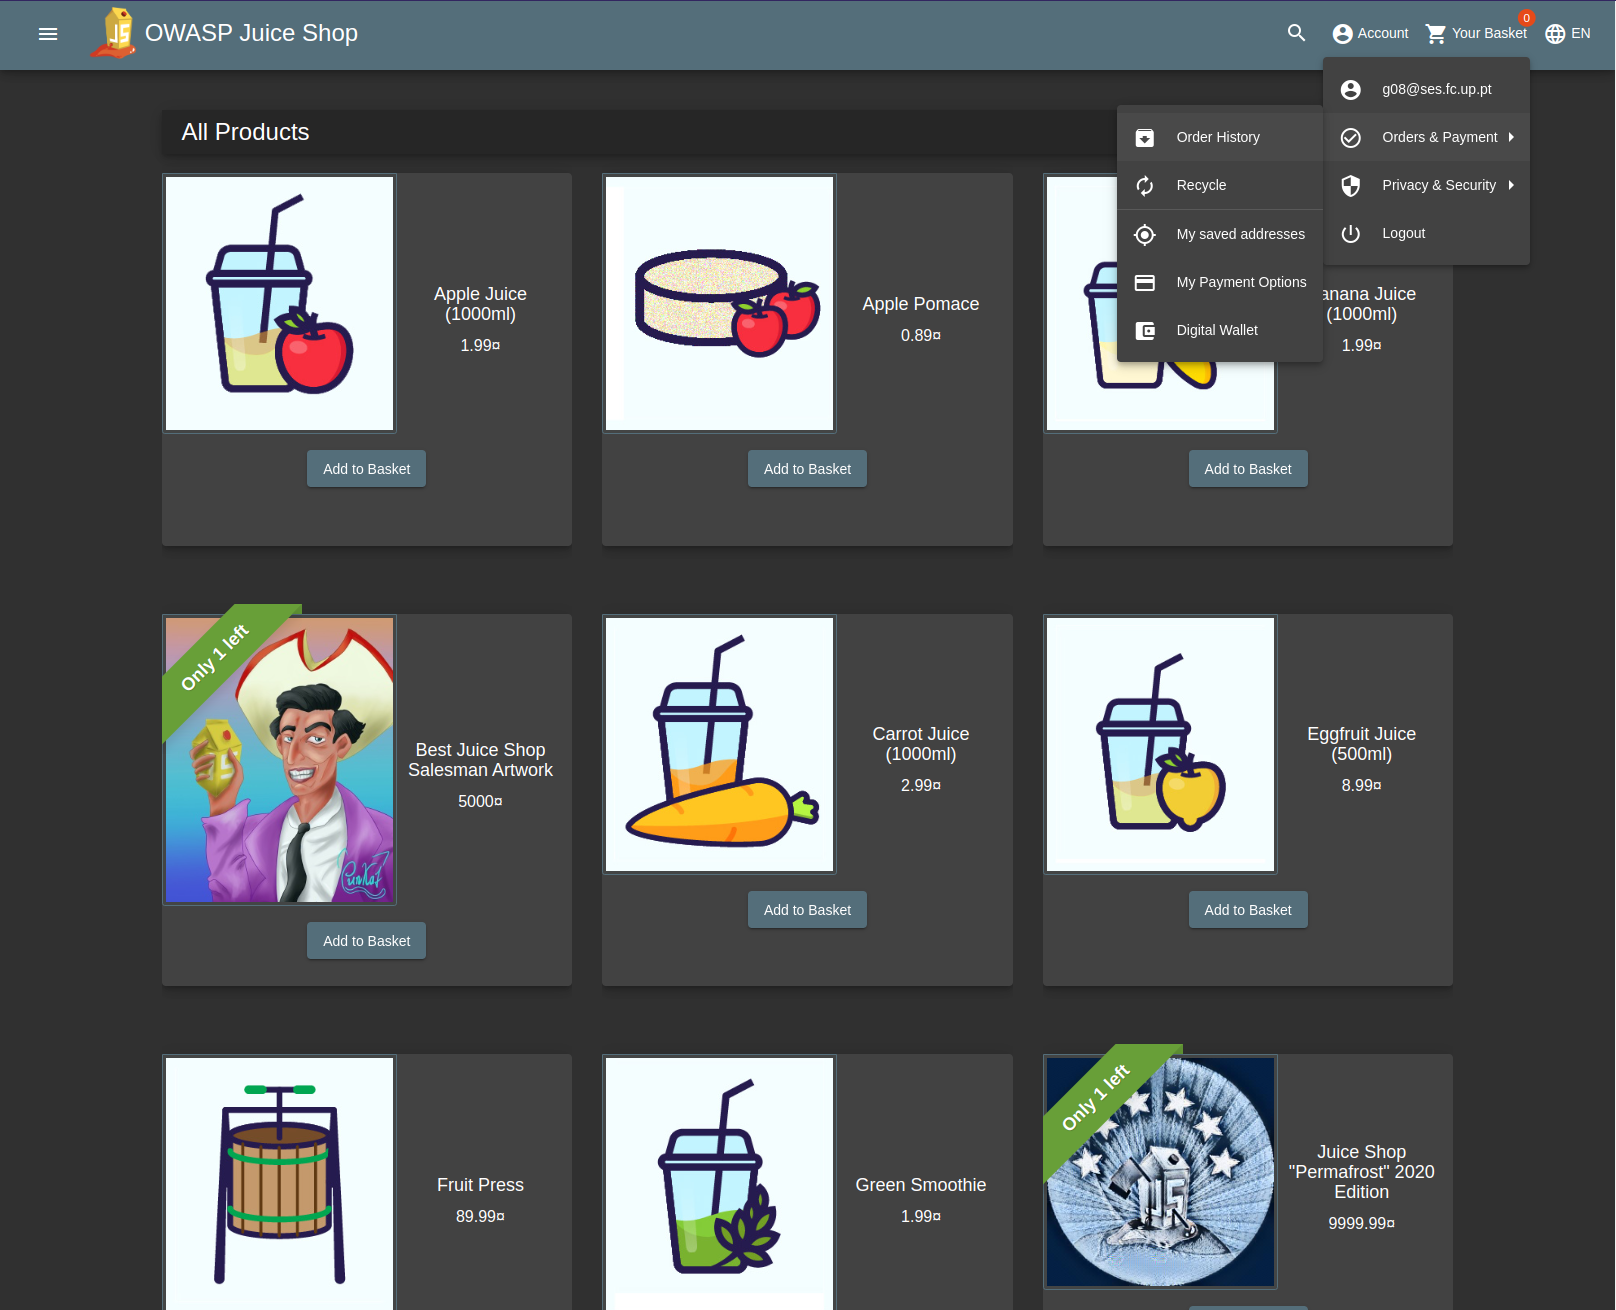 OWASP Juice Shop
Account
Your Basket
0
EN
g08@ses.fc.up.pt
Orders & Payment
Privacy & Security
Logout
Order History
Recycle
My saved addresses
My Payment Options
Digital Wallet
All Products
Apple Juice
(1000ml)
1.99¤
Add to Basket
Apple Pomace
0.89¤
Add to Basket
anana Juice
(1000ml)
1.99¤
Add to Basket
Only 1 left
Best Juice Shop
Salesman Artwork
5000¤
Add to Basket
Carrot Juice
(1000ml)
2.99¤
Add to Basket
Eggfruit Juice
(500ml)
8.99¤
Add to Basket
Fruit Press
89.99¤
Green Smoothie
1.99¤
Only 1 left
Juice Shop
"Permafrost" 2020
Edition
9999.99¤